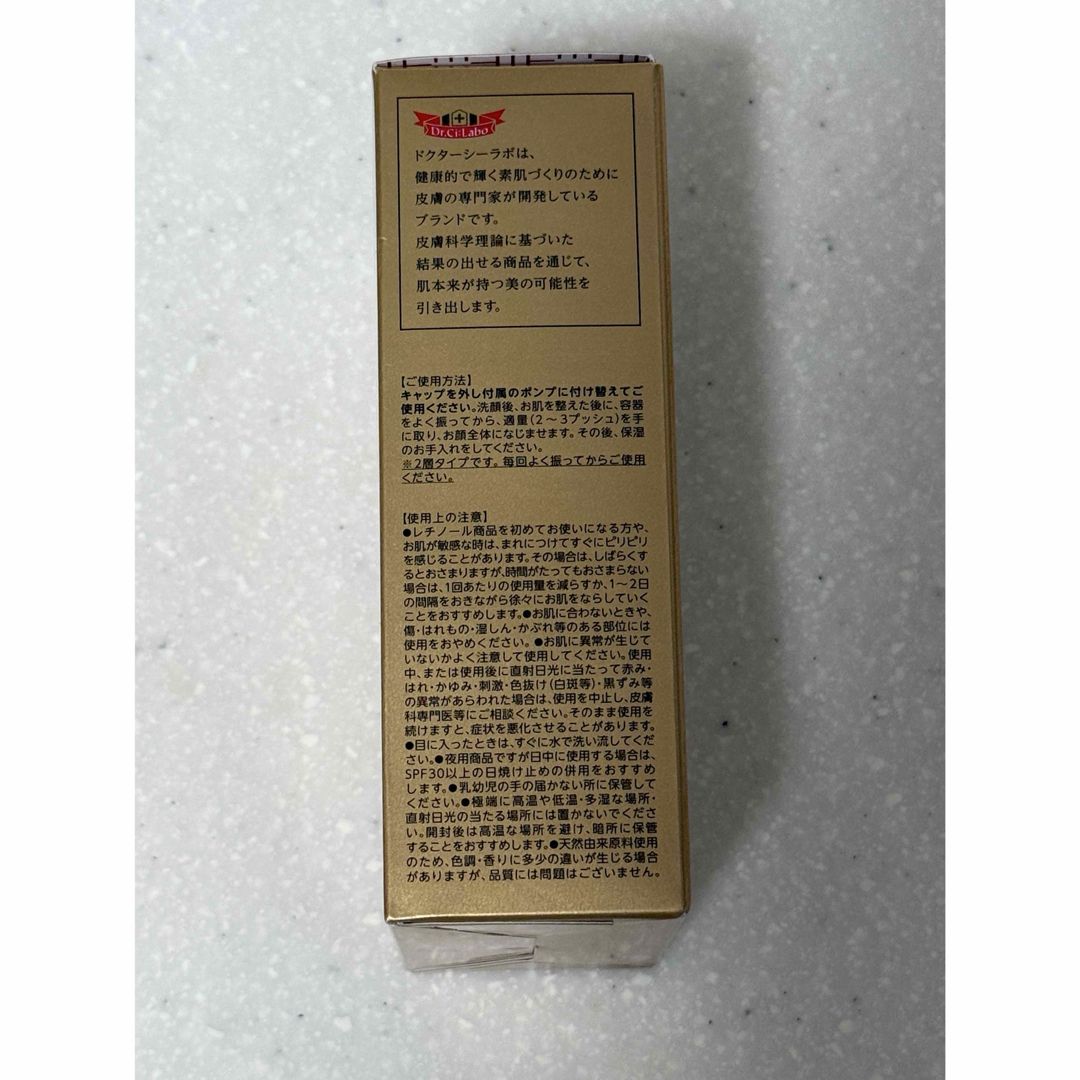 Dr.Ci:Labo
ドクターシーラボは、
健康的で輝く素肌づくりのために
皮膚の専門家が開発している
ブランドです。
皮膚科学理論に基づいた
結果の出せる商品を通じて、
肌本来が持つ美の可能性を
引き出します。
【ご使用方法】
キャップを外し付属のポンプに付け替えてご
使用ください。洗顔後、お肌を整えた後に、容器
をよく振ってから、適量(2～3プッシュ)を手
に取り、お顔全体になじませます。その後、保湿
のお手入れをしてください。
※2層タイプです。毎回よく振ってからご使用
ください。
【使用上の注意】
●レチノール商品を初めてお使いになる方や、
お肌が敏感な時は、まれにつけてすぐにピリピリ
を感じることがあります。その場合は、しばらくす
るとおさまりますが、時間がたってもおさまらない
場合は、1回あたりの使用量を減らすか、1～2日
の間隔をおきながら徐々にお肌をならしていく
ことをおすすめします。●お肌に合わないときや、
傷・はれもの・湿しん・かぶれ等のある部位には
使用をおやめください。●お肌に異常が生じて
いないかよく注意して使用してください。使用
中、または使用後に直射日光に当たって赤み・
はれ・かゆみ・刺激・色抜け(白斑等)・黒ずみ等
の異常があらわれた場合は、使用を中止し、皮膚
科専門医等にご相談ください。そのまま使用を
続けますと、症状を悪化させることがあります。
●目に入ったときは、すぐに水で洗い流してくだ
さい。●夜用商品ですが日中に使用する場合は、
SPF30以上の日焼け止めの併用をおすすめ
します。●乳幼児の手の届かない所に保管して
ください。●極端に高温や低温・多湿な場所・
直射日光の当たる場所には置かないでくださ
い。開封後は高温な場所を避け、暗所に保管
することをおすすめします。●天然由来原料使用
のため、色調・香りに多少の違いが生じる場合
がありますが、品質には問題はございません。